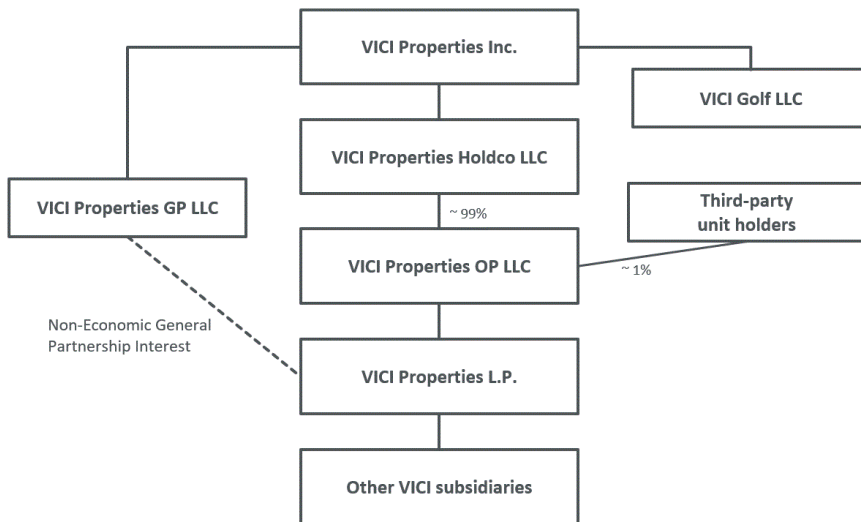 VICI Properties Inc.
VICI Golf LLC
VICI Properties Holdco LLC
VICI Properties GP LLC
~ 99%
Third-party
unit holders
VICI Properties OP LLC
~ 1%
Non-Economic General
Partnership Interest
VICI Properties L.P.
Other VICI subsidiaries